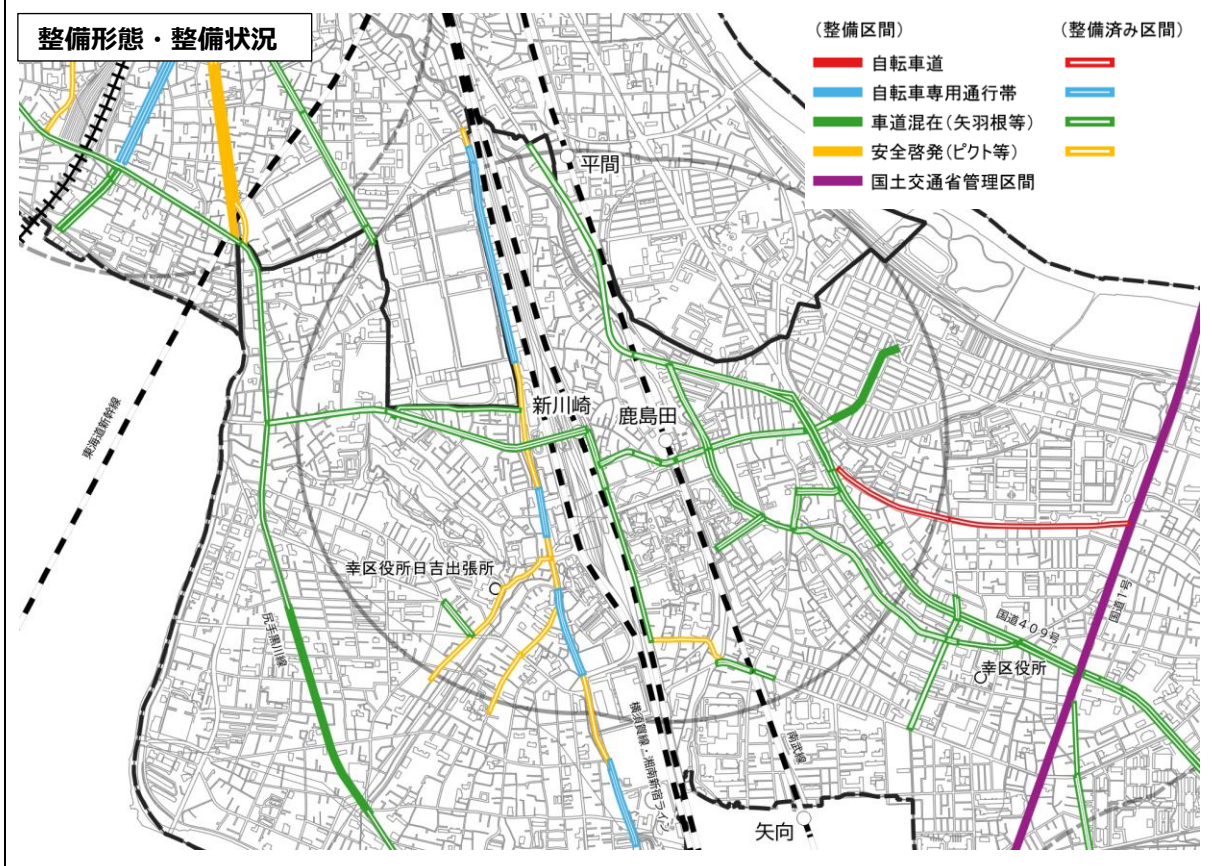 整備形態・整備状況
（整備区間）
（整備済み区間）
自転車道
自転車専用通行帯
車道混在（矢羽根等）
安全啓発（ピクト等）
国土交通省管理区間
平間
新川崎
鹿島田
東海道新幹線
幸区役所日吉出張所
尻手黒川線
国道409号
国道1号
幸区役所
横須賀線・湘南新宿ライン
南武線
矢向